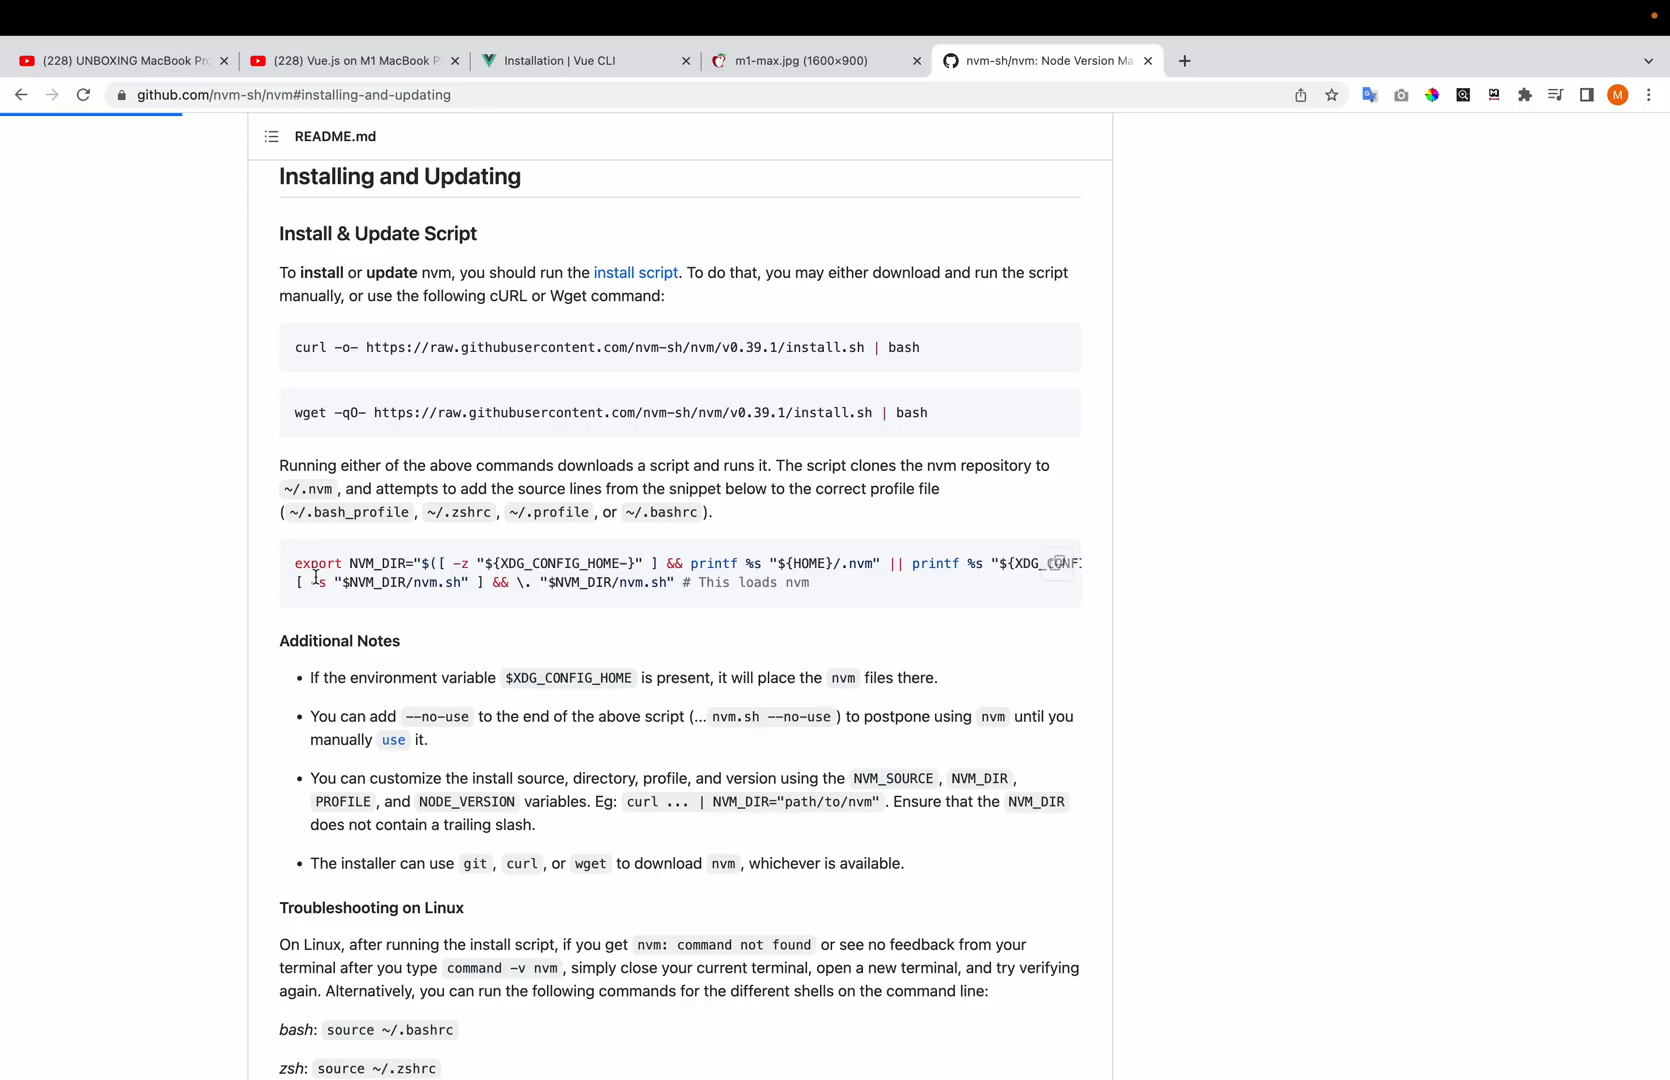 (228) UNBOXING MacBook Pro
(228) Vue.js on M1 MacBook P
Installation | Vue CLI
m1-max.jpg (1600×900)
nvm-sh/nvm: Node Version Ma
github.com/nvm-sh/nvm#installing-and-updating
M
README.md
Installing and Updating
Install & Update Script
To install or update nvm, you should run the install script. To do that, you may either download and run the script
manually, or use the following cURL or Wget command:
curl -o- https://raw.githubusercontent.com/nvm-sh/nvm/v0.39.1/install.sh | bash
wget -qO- https://raw.githubusercontent.com/nvm-sh/nvm/v0.39.1/install.sh | bash
Running either of the above commands downloads a script and runs it. The script clones the nvm repository to
~/.nvm, and attempts to add the source lines from the snippet below to the correct profile file
(~/.bash_profile, ~/.zshrc, ~/.profile, or ~/.bashrc).
export NVM_DIR="$([ -z "${XDG_CONFIG_HOME-}" ] && printf %s "${HOME}/.nvm" || printf %s "${XDG_CONFI
[ -s "$NVM_DIR/nvm.sh" ] && \. "$NVM_DIR/nvm.sh" # This loads nvm
Additional Notes
• If the environment variable $XDG_CONFIG_HOME is present, it will place the nvm files there.
• You can add --no-use to the end of the above script (... nvm.sh --no-use) to postpone using nvm until you
manually use it.
• You can customize the install source, directory, profile, and version using the NVM_SOURCE, NVM_DIR,
PROFILE, and NODE_VERSION variables. Eg: curl ... | NVM_DIR="path/to/nvm". Ensure that the NVM_DIR
does not contain a trailing slash.
• The installer can use git, curl, or wget to download nvm, whichever is available.
Troubleshooting on Linux
On Linux, after running the install script, if you get nvm: command not found or see no feedback from your
terminal after you type command -v nvm, simply close your current terminal, open a new terminal, and try verifying
again. Alternatively, you can run the following commands for the different shells on the command line:
bash: source ~/.bashrc
zsh: source ~/.zshrc